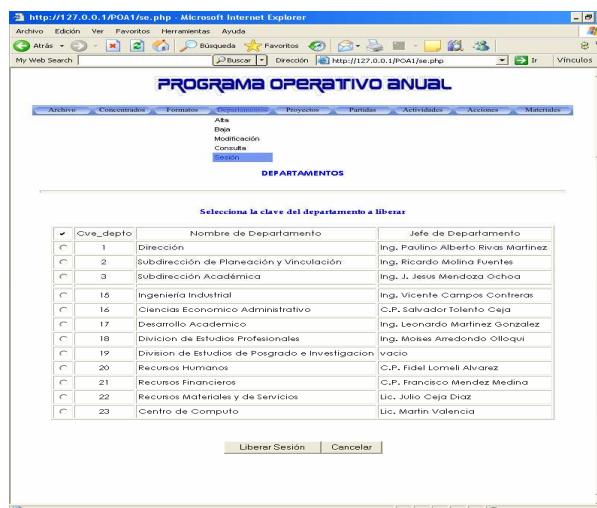 http://127.0.0.1/POA1/se.php - Microsoft Internet Explorer
Archivo Edición Ver Favoritos Herramientas Ayuda
Atrás Búsqueda Favoritos
My Web Search Buscar Dirección http://127.0.0.1/POA1/se.php Ir Vínculos
PROGRAMA OPERATIVO ANUAL
Archivo Concentrados Formatos Departamentos Proyectos Partidas Actividades Acciones Materiales
Alta
Baja
Modificación
Consulta
Sesión
DEPARTAMENTOS
Selecciona la clave del departamento a liberar
Cve_depto Nombre de Departamento Jefe de Departamento
1 Dirección Ing. Paulino Alberto Rivas Martinez
2 Subdirección de Planeación y Vinculación Ing. Ricardo Molina Fuentes
3 Subdirección Académica Ing. J. Jesus Mendoza Ochoa
15 Ingeniería Industrial Ing. Vicente Campos Contreras
16 Ciencias Economico Administrativo C.P. Salvador Tolento Ceja
17 Desarrollo Academico Ing. Leonardo Martinez Gonzalez
18 Divicion de Estudios Profesionales Ing. Moises Arredondo Olloqui
19 Division de Estudios de Posgrado e Investigacion vacio
20 Recursos Humanos C.P. Fidel Lomeli Alvarez
21 Recursos Financieros C.P. Francisco Mendez Medina
22 Recursos Materiales y de Servicios Lic. Julio Ceja Diaz
23 Centro de Computo Lic. Martin Valencia
Liberar Sesión Cancelar